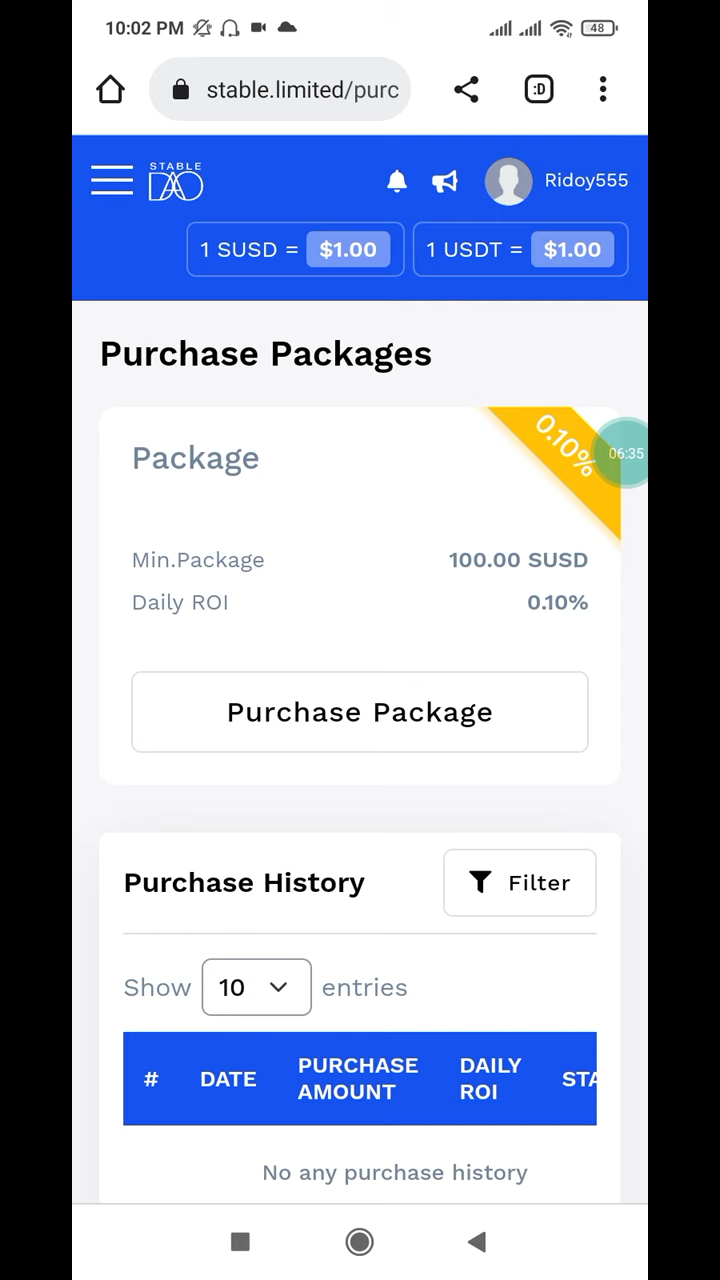 10:02 PM 48
stable.limited/purc :D
STABLE
DAO
Ridoy555
1 SUSD = $1.00 1 USDT = $1.00
Purchase Packages
0.10%
06:35
Package
Min.Package 100.00 SUSD
Daily ROI 0.10%
Purchase Package
Purchase History Filter
Show 10 entries
# DATE PURCHASE AMOUNT DAILY ROI STA
No any purchase history